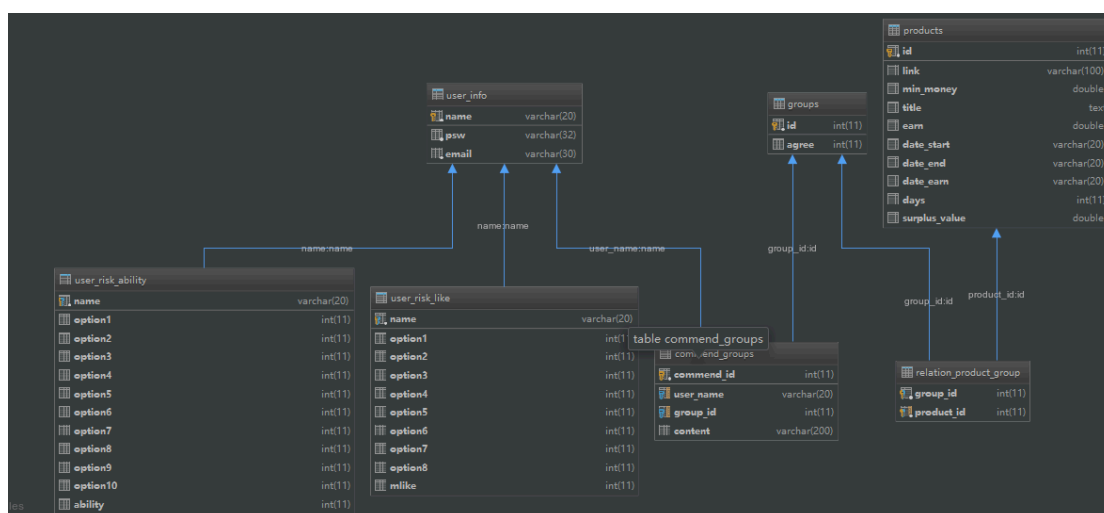 products
id int(11)
link varchar(100)
min_money double
title text
earn double
date_start varchar(20)
date_end varchar(20)
date_earn varchar(20)
days int(11)
surplus_value double
user_info
name varchar(20)
psw varchar(32)
email varchar(30)
groups
id int(11)
agree int(11)
name:name
name:name
user_name:name
group_id:id
group_id:id
product_id:id
user_risk_ability
name varchar(20)
option1 int(11)
option2 int(11)
option3 int(11)
option4 int(11)
option5 int(11)
option6 int(11)
option7 int(11)
option8 int(11)
option9 int(11)
option10 int(11)
ability int(11)
user_risk_like
name varchar(20)
option1 int(11)
option2 int(11)
option3 int(11)
option4 int(11)
option5 int(11)
option6 int(11)
option7 int(11)
option8 int(11)
mlike int(11)
table commend_groups
commend_groups
commend_id int(11)
user_name varchar(20)
group_id int(11)
content varchar(200)
relation_product_group
group_id int(11)
product_id int(11)
les